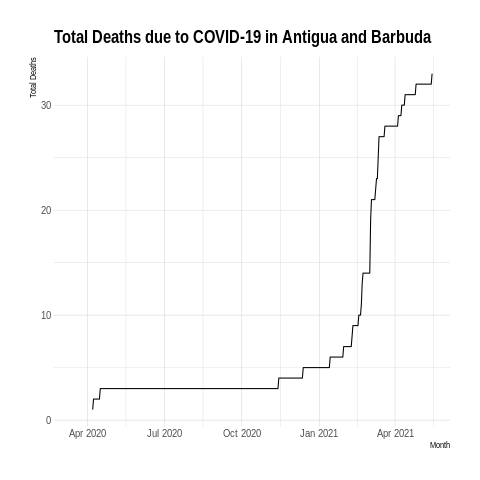 Total Deaths due to COVID-19 in Antigua and Barbuda
Total Deaths
30
20
10
0
Apr 2020 Jul 2020 Oct 2020 Jan 2021 Apr 2021
Month